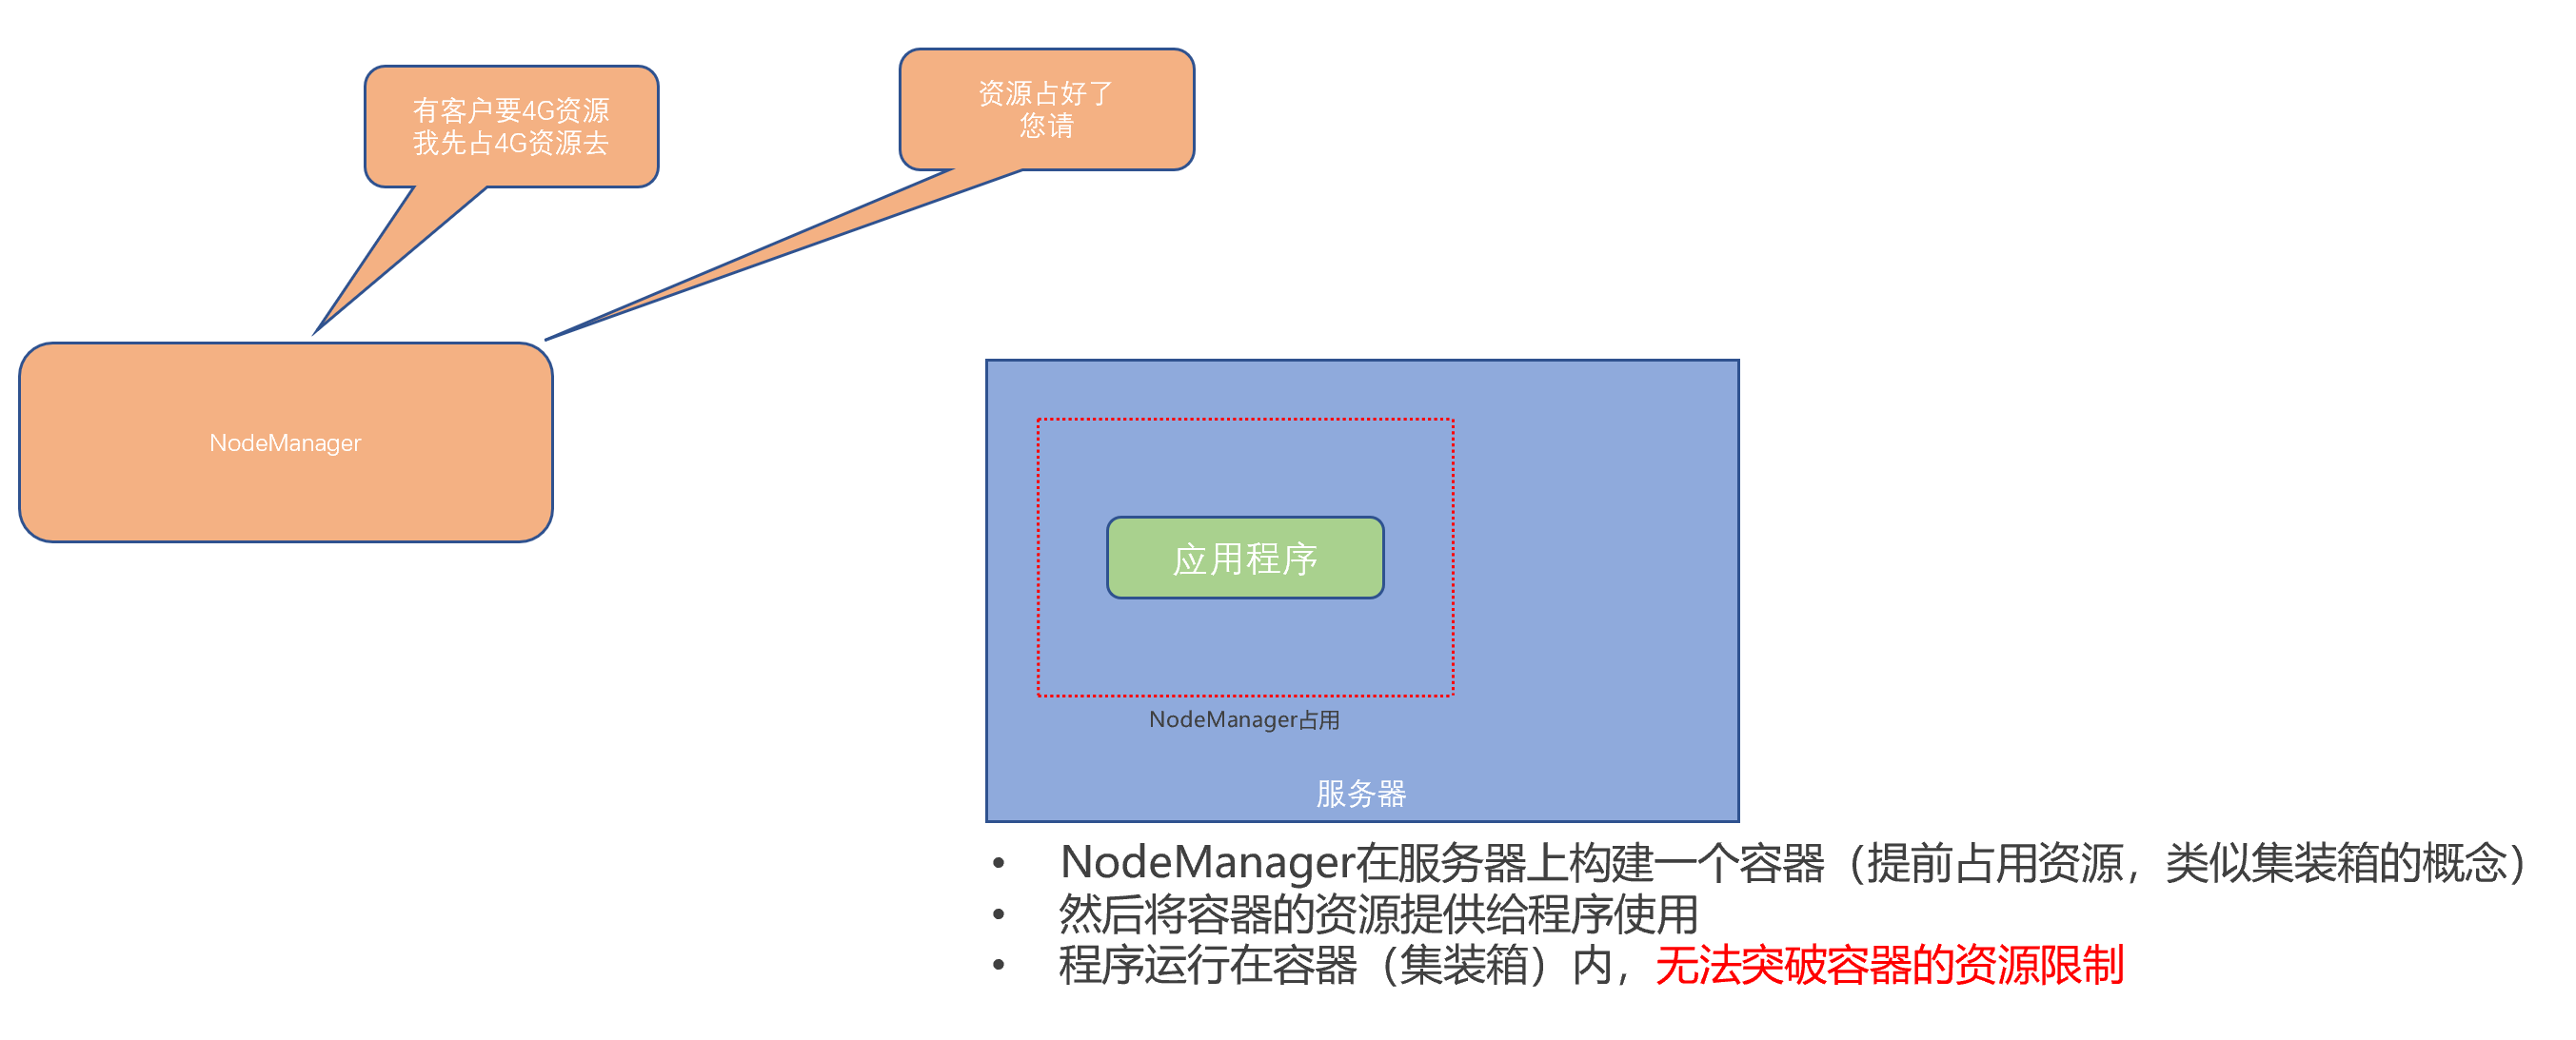 有客户要4G资源
我先占4G资源去
资源占好了
您请
NodeManager
应用程序
NodeManager占用
服务器
• NodeManager在服务器上构建一个容器（提前占用资源，类似集装箱的概念）
• 然后将容器的资源提供给程序使用
• 程序运行在容器（集装箱）内，无法突破容器的资源限制